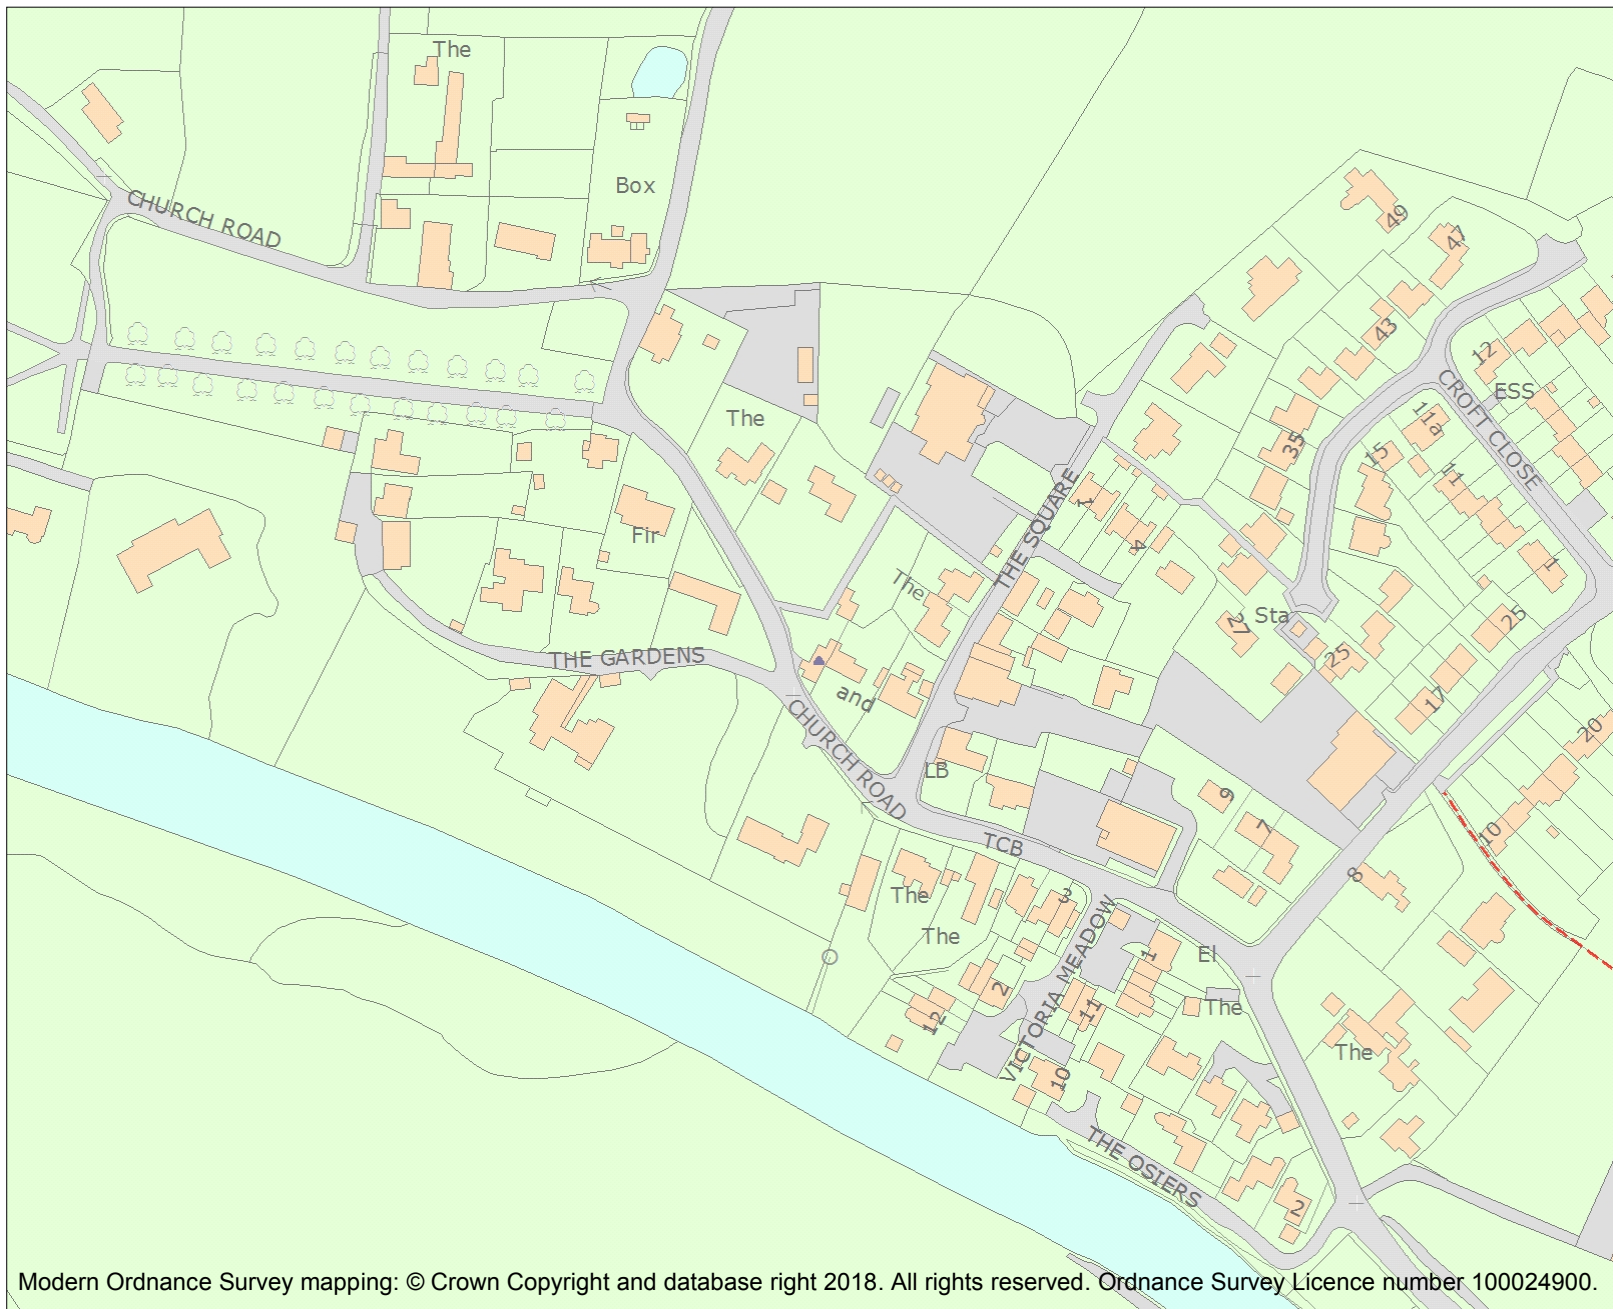 The
Box
CHURCH ROAD
49
47
43
12
ESS
CROFT CLOSE
11a
35
15
11
The
1
THE SQUARE
Fir
4
1
The
Sta
27
25
25
THE GARDENS
17
and
20
CHURCH ROAD
LB
9
7
10
TCB
8
The
3
The
VICTORIA MEADOW
1
El
2
11
The
12
The
10
THE OSIERS
2
Modern Ordnance Survey mapping: © Crown Copyright and database right 2018. All rights reserved. Ordnance Survey Licence number 100024900.